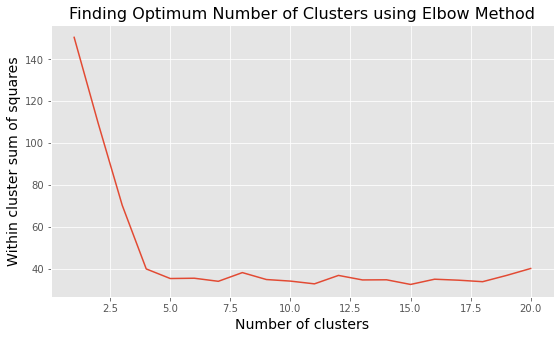 Finding Optimum Number of Clusters using Elbow Method
Within cluster sum of squares
140
120
100
80
60
40
2.5 5.0 7.5 10.0 12.5 15.0 17.5 20.0
Number of clusters